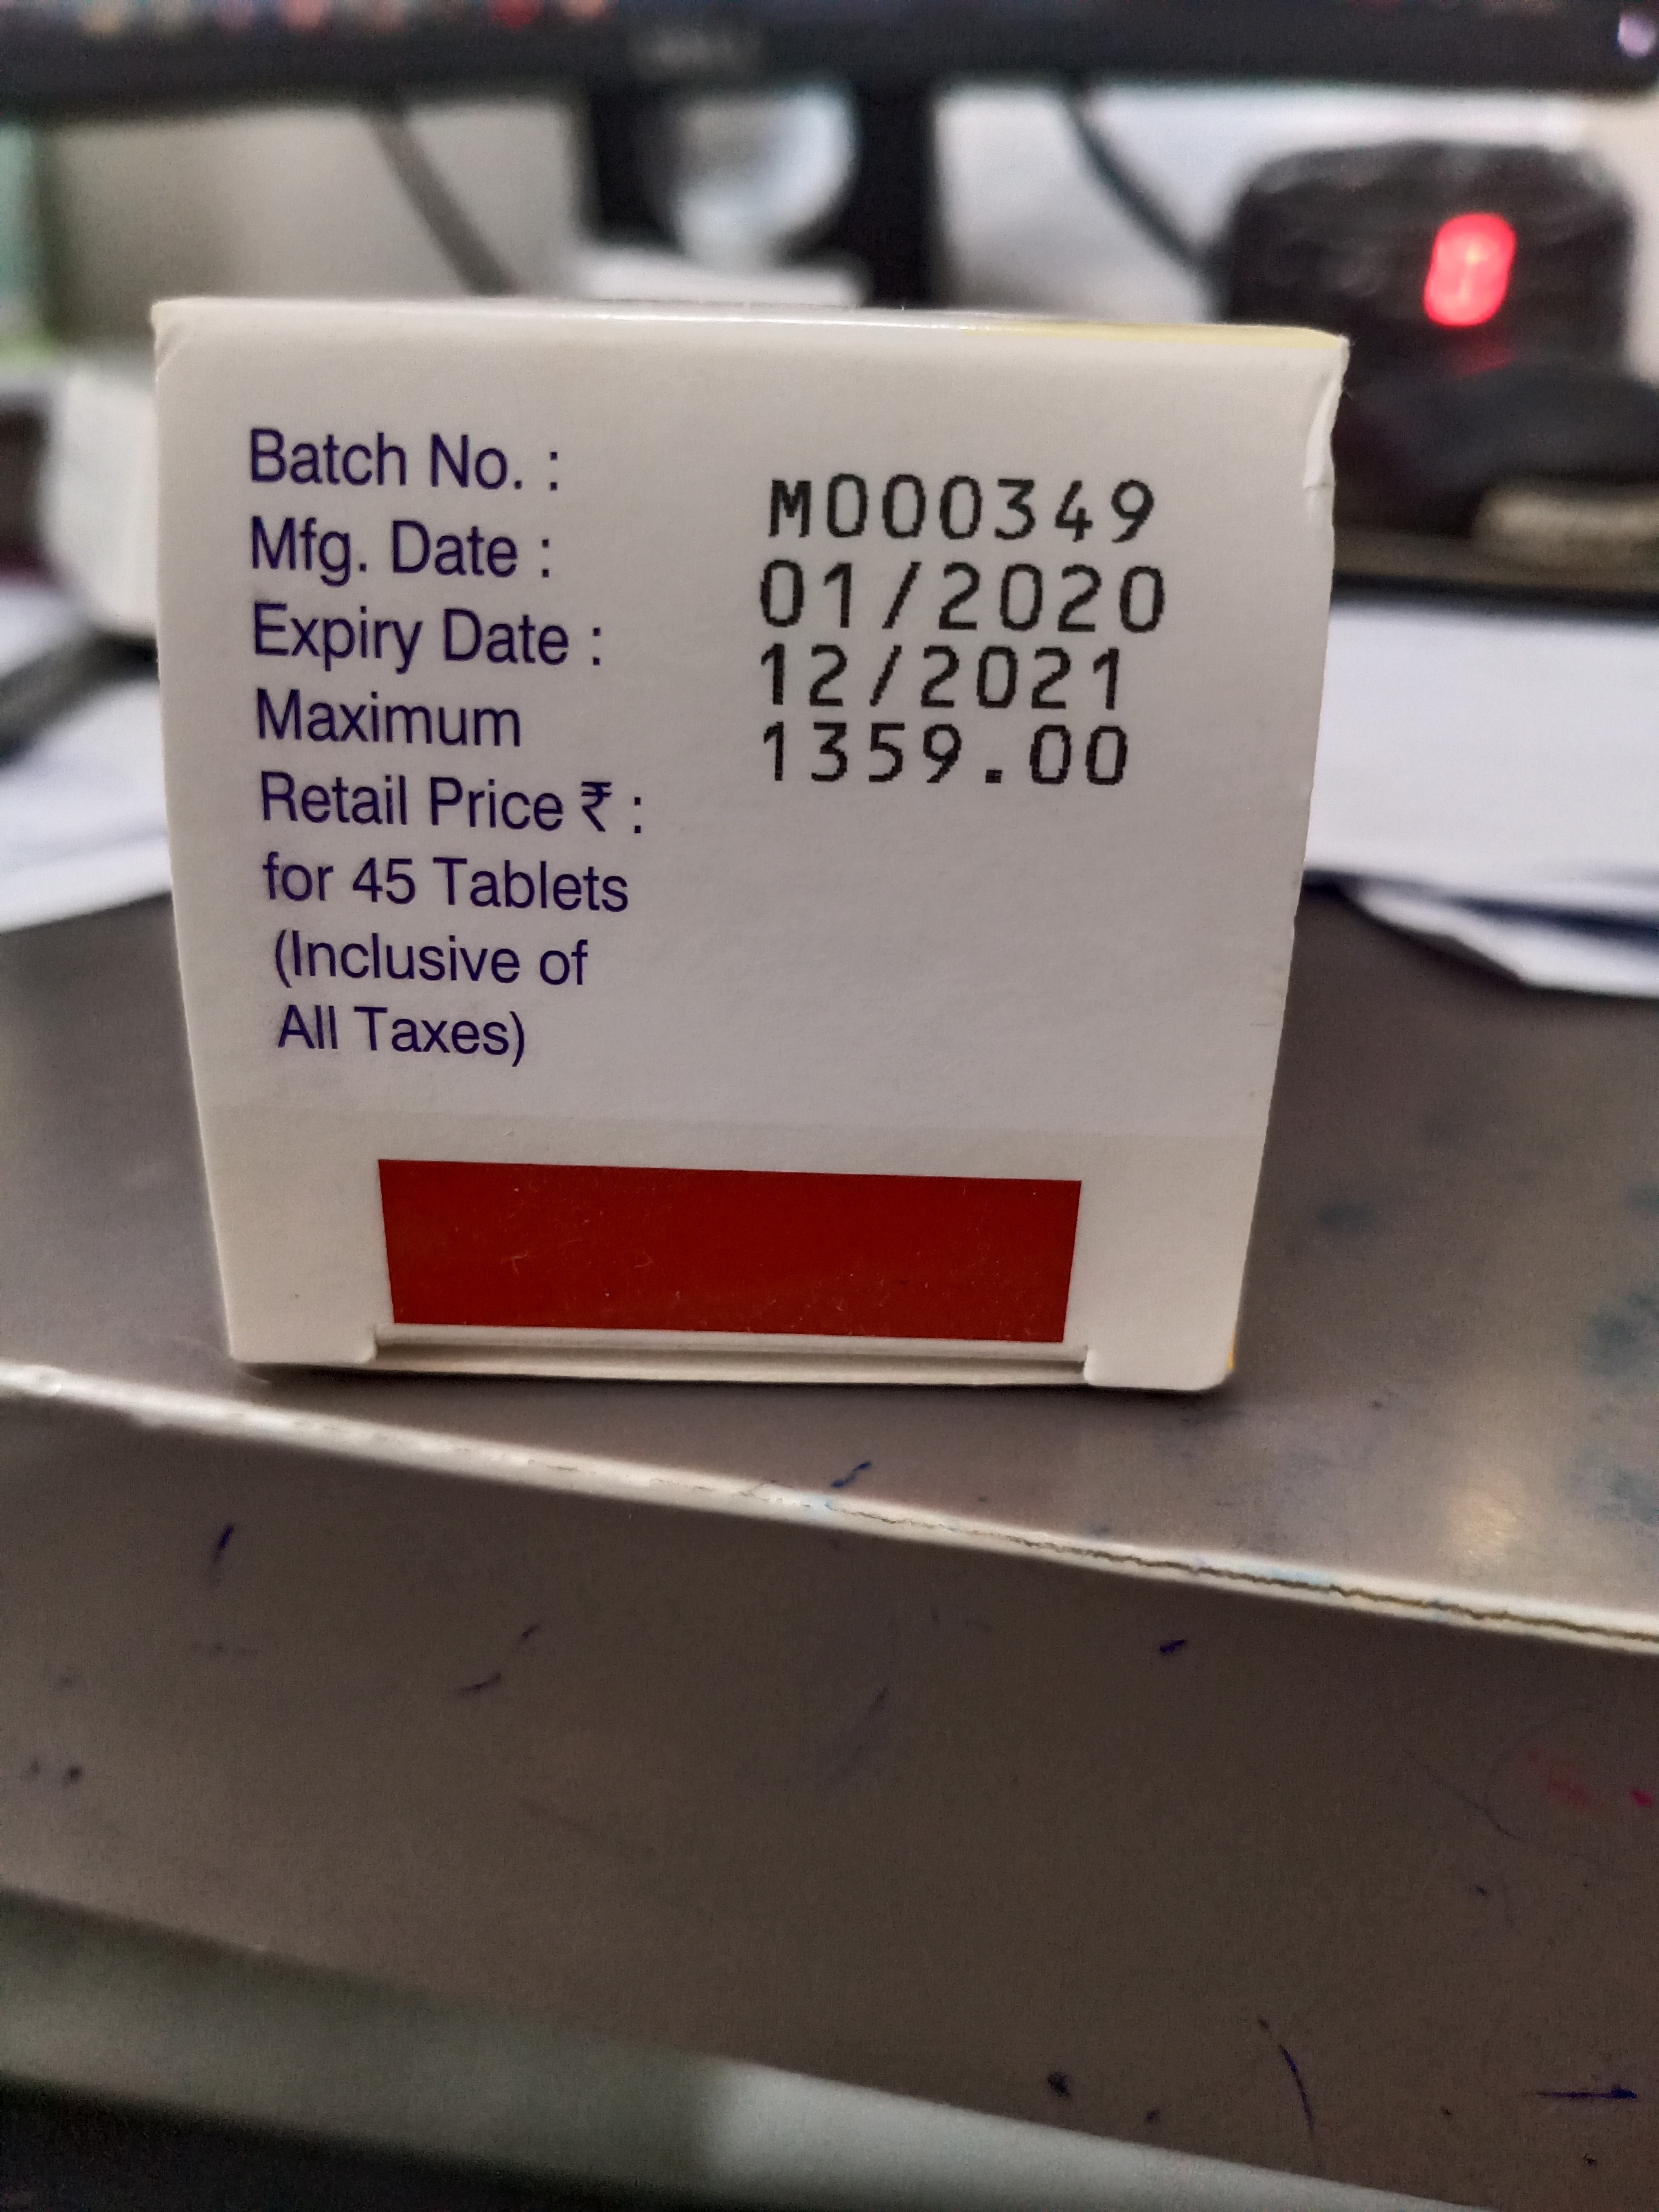 Batch No. : M000349
Mfg. Date : 01/2020
Expiry Date : 12/2021
Maximum 1359.00
Retail Price ₹ :
for 45 Tablets
(Inclusive of
All Taxes)